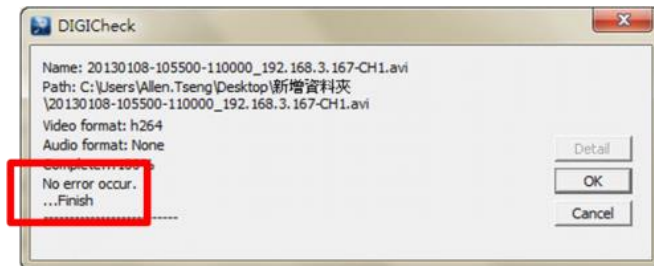 DIGICheck
Name: 20130108-105500-110000_192.168.3.167-CH1.avi
Path: C:\Users\Allen.Tseng\Desktop\新增資料夾
\20130108-105500-110000_192.168.3.167-CH1.avi
Video format: h264
Audio format: None
No error occur.
...Finish
---------------------------
Detail
OK
Cancel